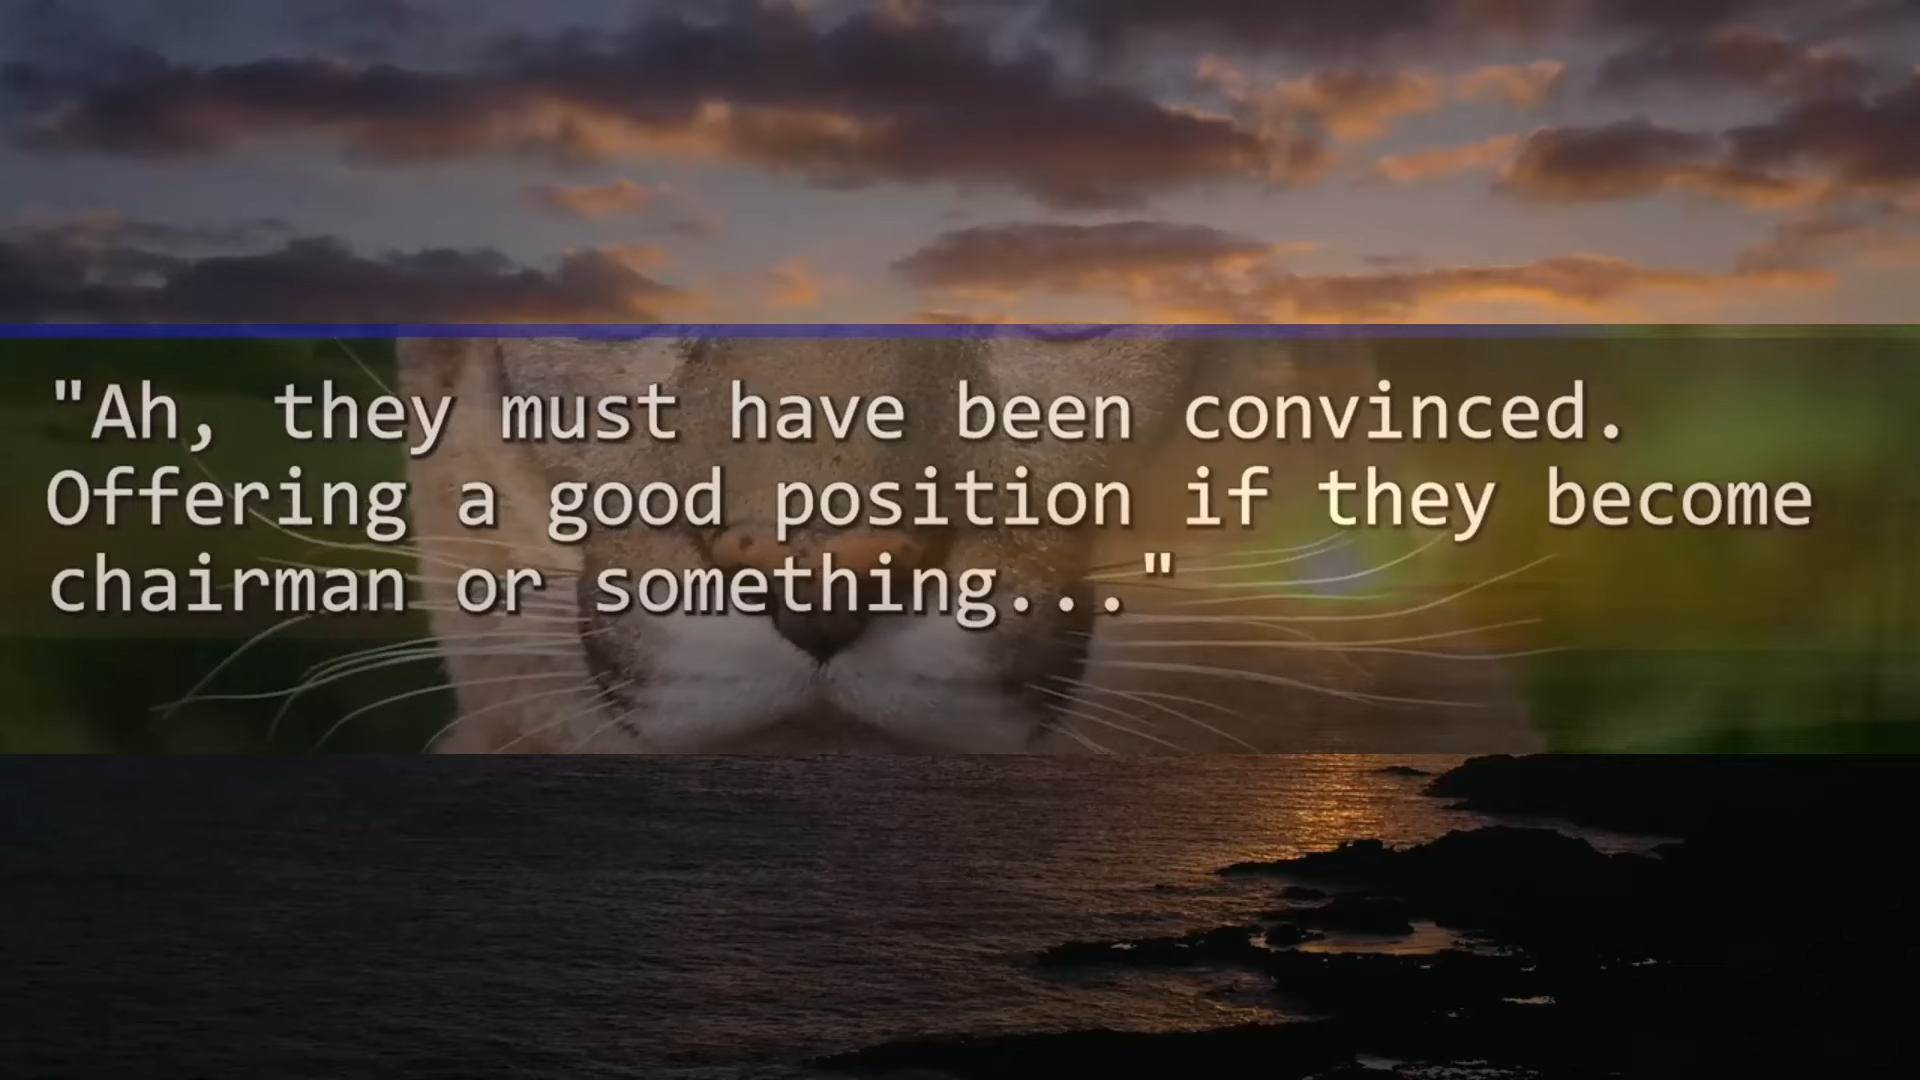 "Ah, they must have been convinced.
Offering a good position if they become
chairman or something..."